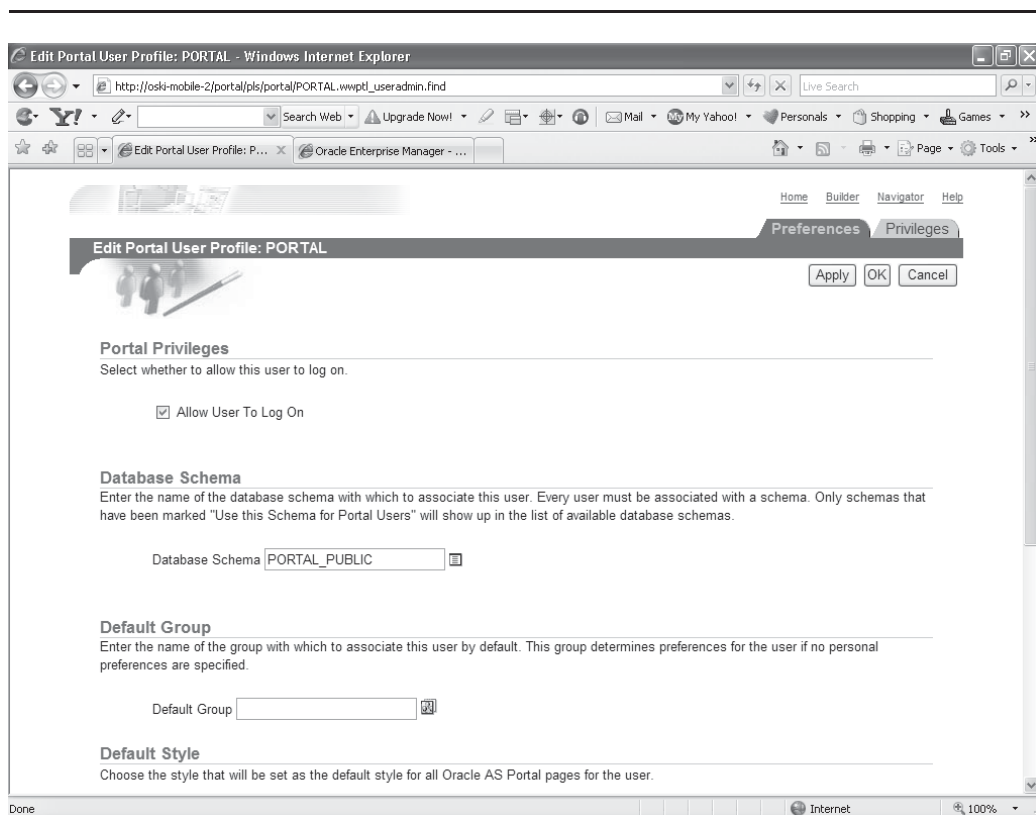 Edit Portal User Profile: PORTAL - Windows Internet Explorer
http://oski-mobile-2/portal/pls/portal/PORTAL.wwptl_useradmin.find
Live Search
Search Web
Upgrade Now!
Mail
My Yahoo!
Personals
Shopping
Games
Edit Portal User Profile: P...
Oracle Enterprise Manager - ...
Page
Tools
Home Builder Navigator Help
Preferences Privileges
Edit Portal User Profile: PORTAL
Apply OK Cancel
Portal Privileges
Select whether to allow this user to log on.
Allow User To Log On
Database Schema
Enter the name of the database schema with which to associate this user. Every user must be associated with a schema. Only schemas that
have been marked "Use this Schema for Portal Users" will show up in the list of available database schemas.
Database Schema PORTAL_PUBLIC
Default Group
Enter the name of the group with which to associate this user by default. This group determines preferences for the user if no personal
preferences are specified.
Default Group
Default Style
Choose the style that will be set as the default style for all Oracle AS Portal pages for the user.
Done Internet 100%